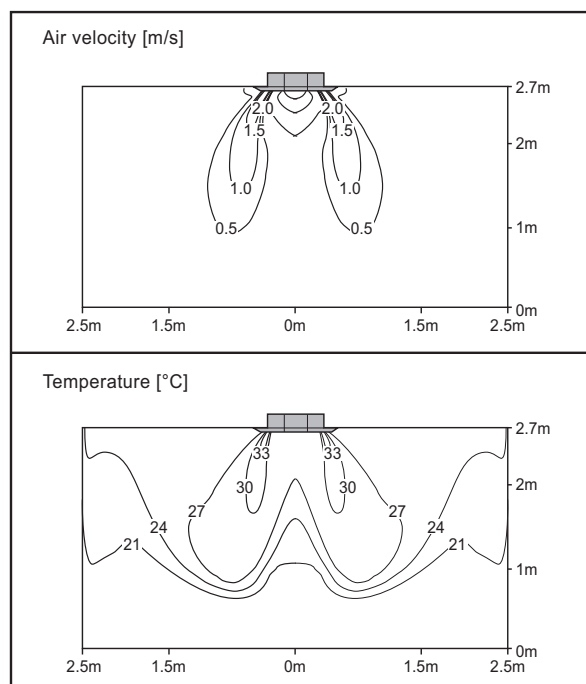 Air velocity [m/s]
2.7m
2.0 2.0
1.5 1.5
2m
1.0 1.0
0.5 0.5
1m
0m
2.5m 1.5m 0m 1.5m 2.5m
Temperature [°C]
2.7m
33 33
30 30
2m
27 27
24 24
21 21
1m
0m
2.5m 1.5m 0m 1.5m 2.5m